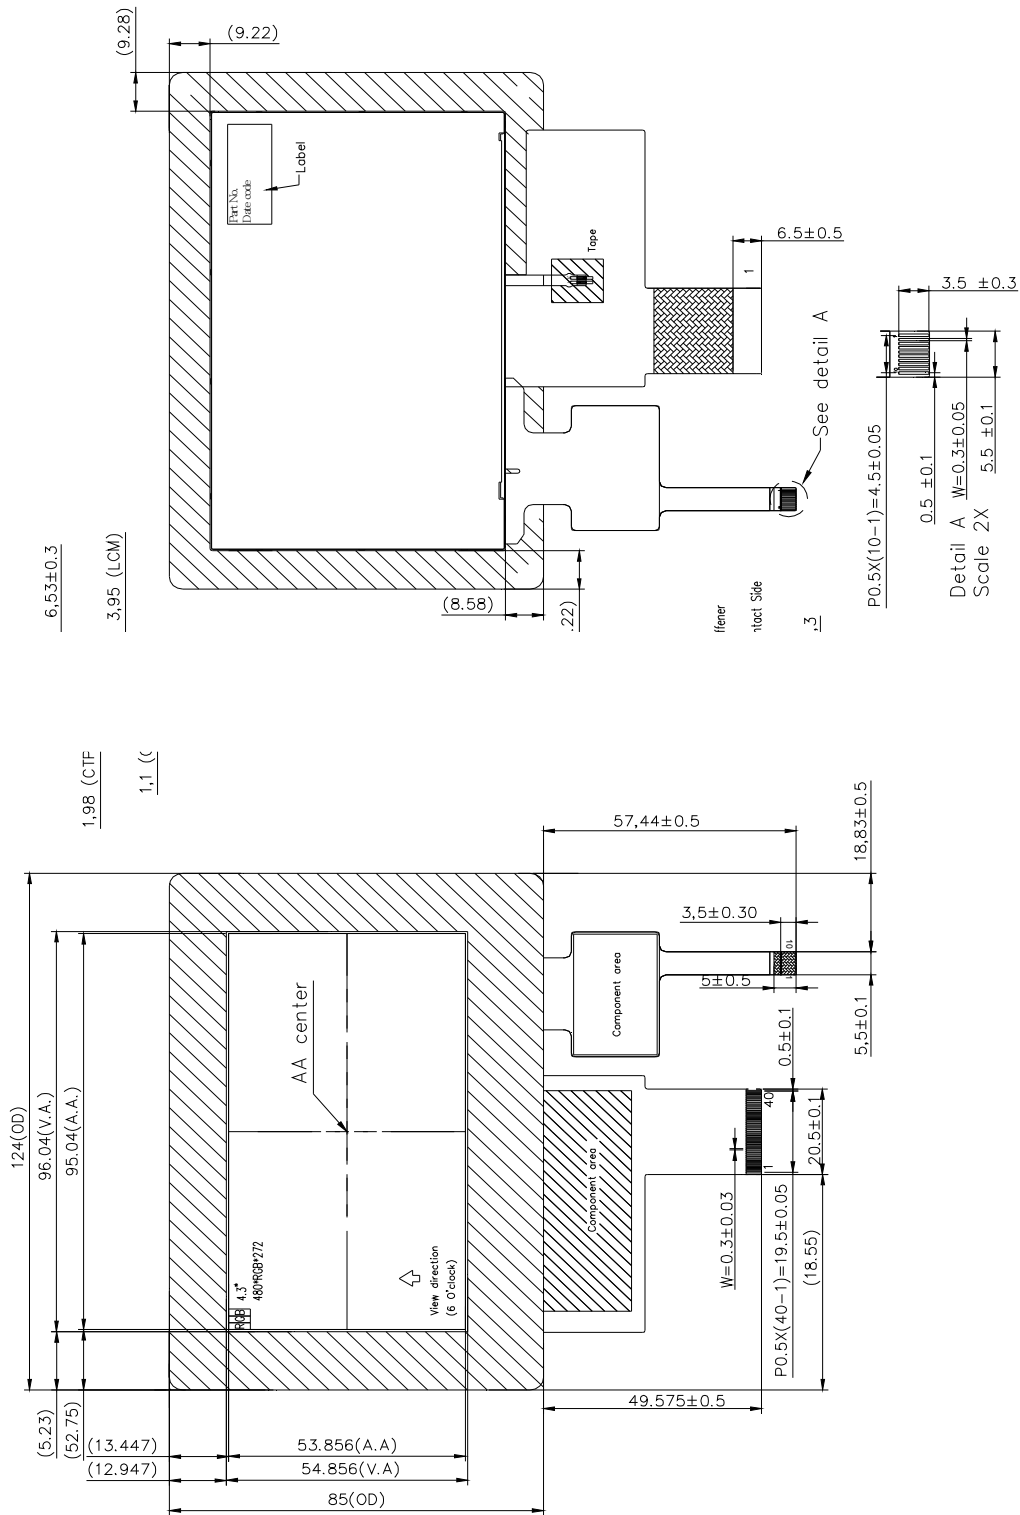 (9.28)
(9.22)
Part No.
Date code
Label
Tape
6.5±0.5
1
3.5 ±0.3
See detail A
P0.5X(10-1)=4.5±0.05
0.5 ±0.1
W=0.3±0.05
5.5 ±0.1
Detail A
Scale 2X
6,53±0.3
3,95 (LCM)
(8.58)
.22)
ffener
ntact Side
,3
1,98 (CTP
1,1 (
57,44±0.5
18,83±0.5
3,5±0.30
10
1
5±0.5
5,5±0.1
Component area
AA center
124(OD)
96.04(V.A.)
95.04(A.A.)
0.5±0.1
40
1
20.5±0.1
Component area
W=0.3±0.03
P0.5X(40-1)=19.5±0.05
(18.55)
RGB
4.3"
480*RGB*272
View direction
(6 O'clock)
49.575±0.5
(5.23)
(52.75)
(13.447)
53.856(A.A)
(12.947)
54.856(V.A)
85(OD)